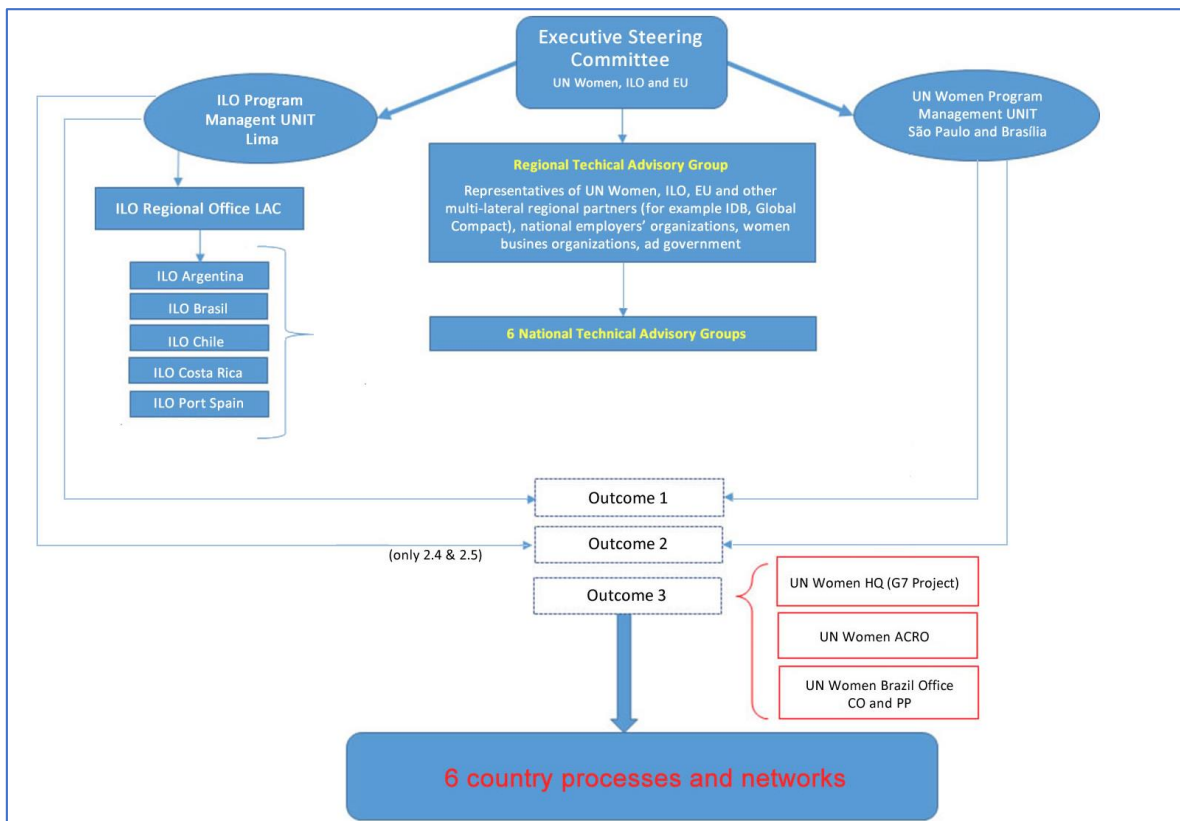 Executive Steering
Committee
UN Women, ILO and EU
ILO Program
Managent UNIT
Lima
UN Women Program
Management UNIT
São Paulo and Brasília
Regional Techical Advisory Group
Representatives of UN Women, ILO, EU and other
multi-lateral regional partners (for example IDB, Global
Compact), national employers’ organizations, women
busines organizations, ad government
ILO Regional Office LAC
ILO Argentina
ILO Brasil
ILO Chile
ILO Costa Rica
ILO Port Spain
6 National Technical Advisory Groups
Outcome 1
Outcome 2
(only 2.4 & 2.5)
Outcome 3
UN Women HQ (G7 Project)
UN Women ACRO
UN Women Brazil Office
CO and PP
6 country processes and networks